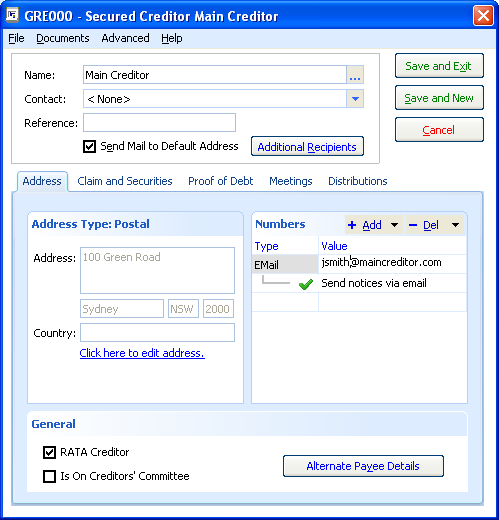 GRE000 - Secured Creditor Main Creditor
File Documents Advanced Help
Name: Main Creditor ...
Save and Exit
Contact: < None>
Save and New
Reference:
Cancel
Send Mail to Default Address Additional Recipients
Address Claim and Securities Proof of Debt Meetings Distributions
Address Type: Postal
Numbers + Add - Del
Type Value
Address: 100 Green Road
EMail jsmith@maincreditor.com
Send notices via email
Sydney NSW 2000
Country:
Click here to edit address.
General
RATA Creditor
Alternate Payee Details
Is On Creditors' Committee